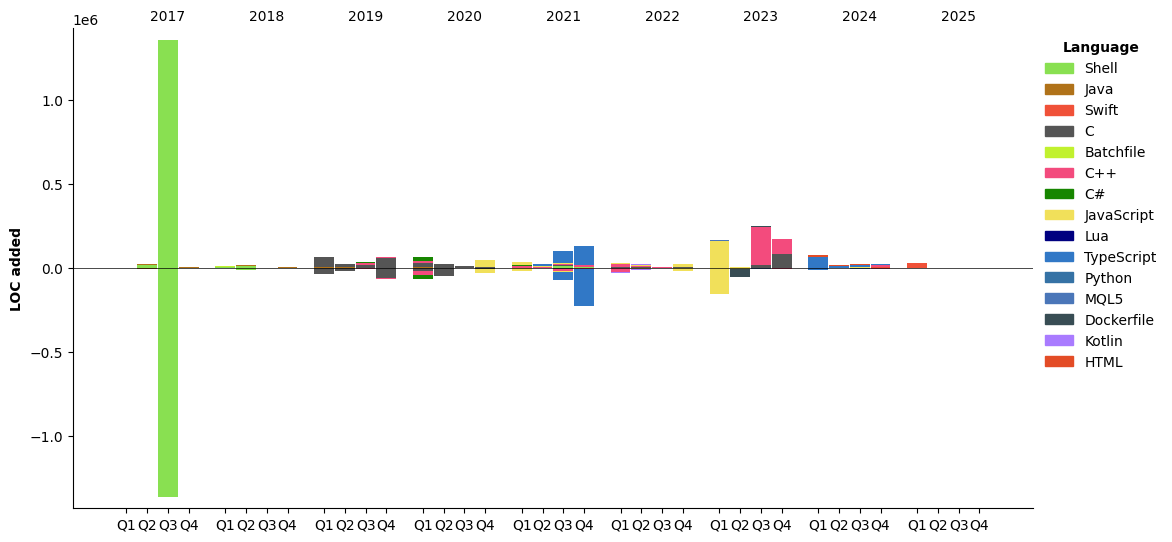 1e6
2017 2018 2019 2020 2021 2022 2023 2024 2025
LOC added
1.0
0.5
0.0
−0.5
−1.0
Q1 Q2 Q3 Q4 Q1 Q2 Q3 Q4 Q1 Q2 Q3 Q4 Q1 Q2 Q3 Q4 Q1 Q2 Q3 Q4 Q1 Q2 Q3 Q4 Q1 Q2 Q3 Q4 Q1 Q2 Q3 Q4 Q1 Q2 Q3 Q4
Language
Shell
Java
Swift
C
Batchfile
C++
C#
JavaScript
Lua
TypeScript
Python
MQL5
Dockerfile
Kotlin
HTML